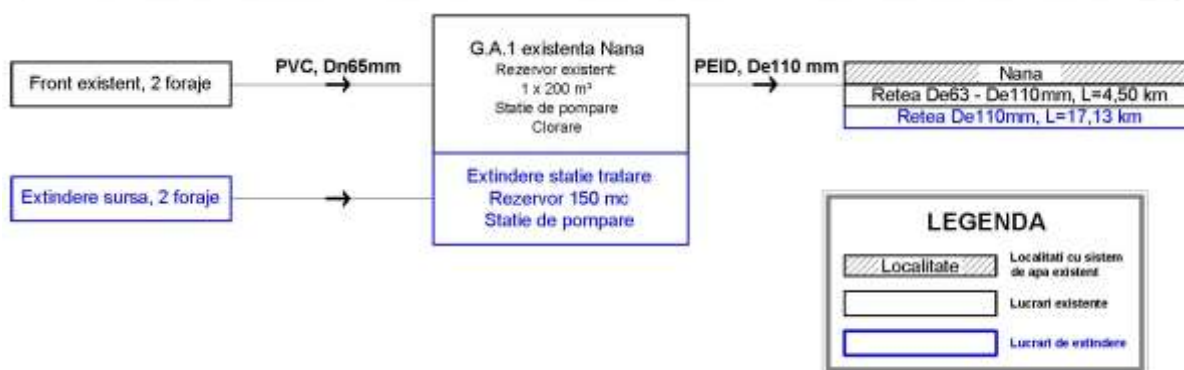 Front existent, 2 foraje
PVC, Dn65mm
G.A.1 existenta Nana
Rezervor existent:
1 x 200 m³
Statie de pompare
Clorare
PEID, De110 mm
Nana
Retea De63 - De110mm, L=4,50 km
Retea De110mm, L=17,13 km
Extindere sursa, 2 foraje
Extindere statie tratare
Rezervor 150 mc
Statie de pompare
LEGENDA
Localitate
Localitati cu sistem
de apa existent
Lucrari existente
Lucrari de extindere